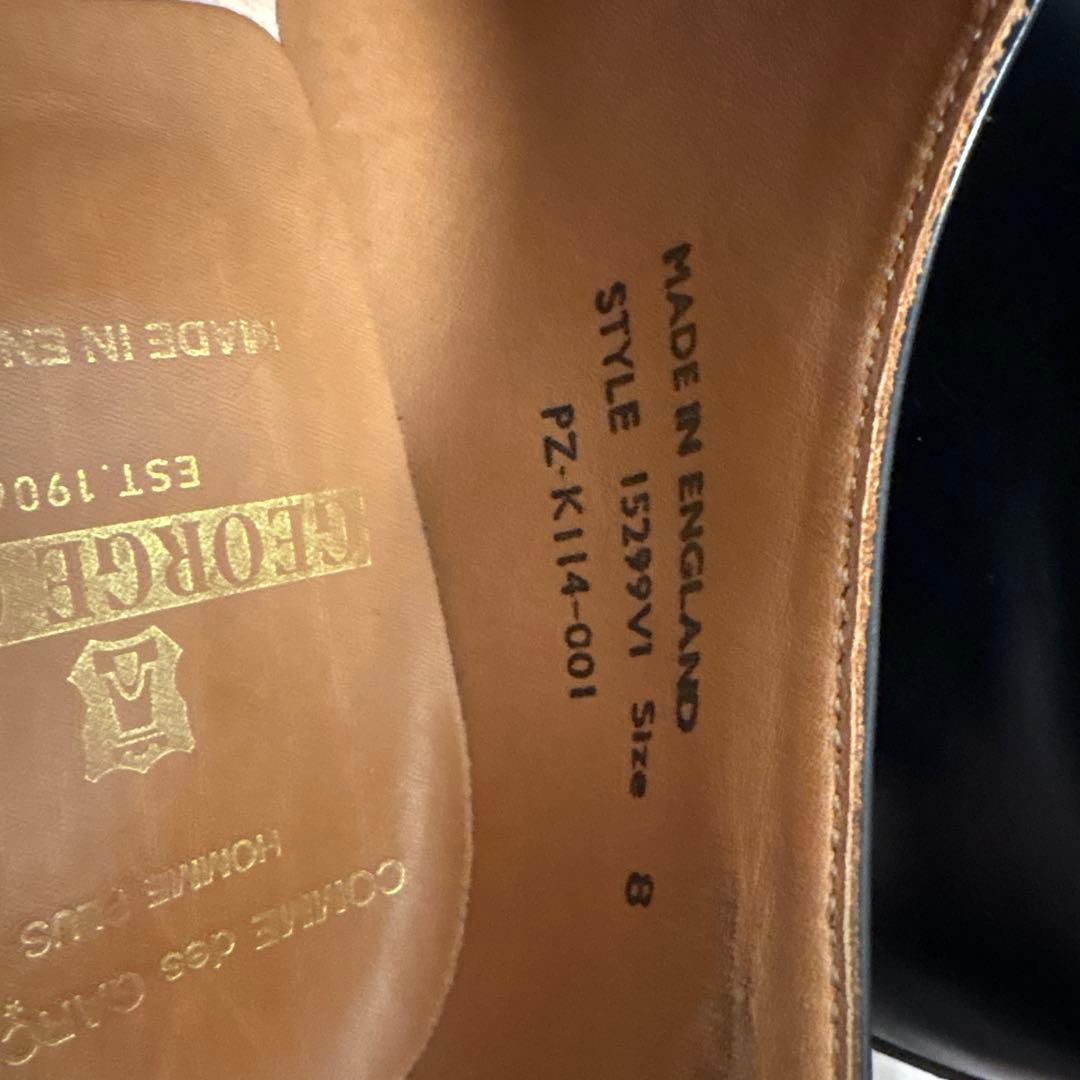 MADE IN ENGLAND
STYLE 15299V1 Size 8
PZ-K114-001
COMME des GARÇ
HOMME PLUS
GEORGE
EST.190
MADE IN EN